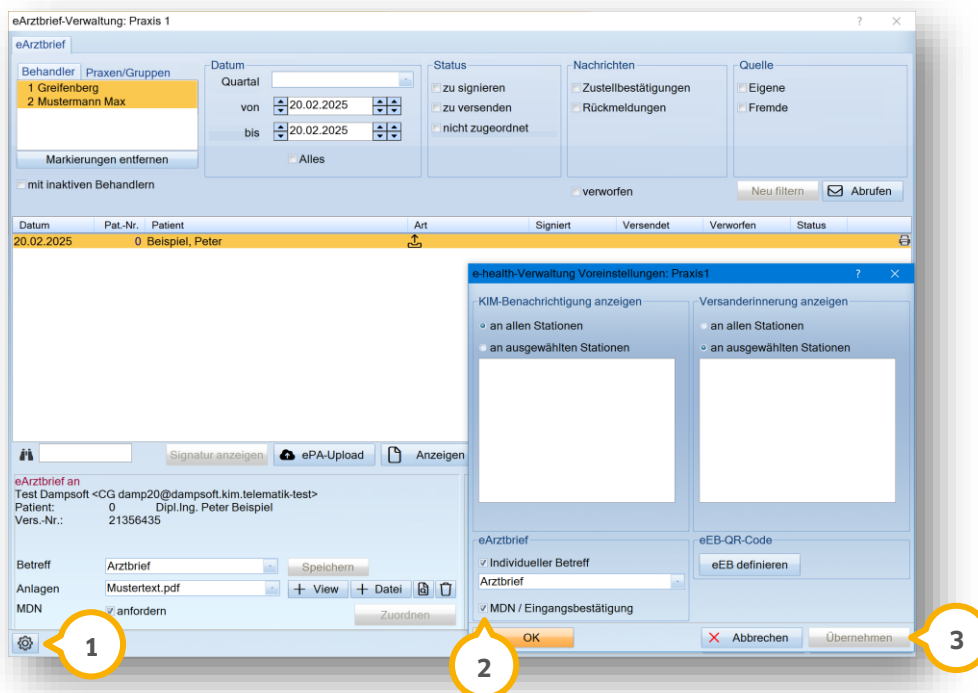 eArztbrief-Verwaltung: Praxis 1
eArztbrief
Behandler Praxen/Gruppen
1 Greifenberg
2 Mustermann Max
Markierungen entfernen
mit inaktiven Behandlern
Datum
Quartal
von 20.02.2025
bis 20.02.2025
Alles
Status
zu signieren
zu versenden
nicht zugeordnet
Nachrichten
Zustellbestätigungen
Rückmeldungen
verworfen
Quelle
Eigene
Fremde
Neu filtern Abrufen
Datum Pat.-Nr. Patient Art Signiert Versendet Verworfen Status
20.02.2025 0 Beispiel, Peter
Signatur anzeigen ePA-Upload Anzeigen
eArztbrief an
Test Dampsoft <CG damp20@dampsoft.kim.telematik-test>
Patient: 0 Dipl.Ing. Peter Beispiel
Vers.-Nr.: 21356435
Betreff Arztbrief Speichern
Anlagen Mustertext.pdf + View + Datei
MDN anfordern Zuordnen
e-health-Verwaltung Voreinstellungen: Praxis1
KIM-Benachrichtigung anzeigen
an allen Stationen
an ausgewählten Stationen
Versanderinnerung anzeigen
an allen Stationen
an ausgewählten Stationen
eArztbrief
Individueller Betreff
Arztbrief
MDN / Eingangsbestätigung
eEB-QR-Code
eEB definieren
OK Abbrechen Übernehmen
1
2
3